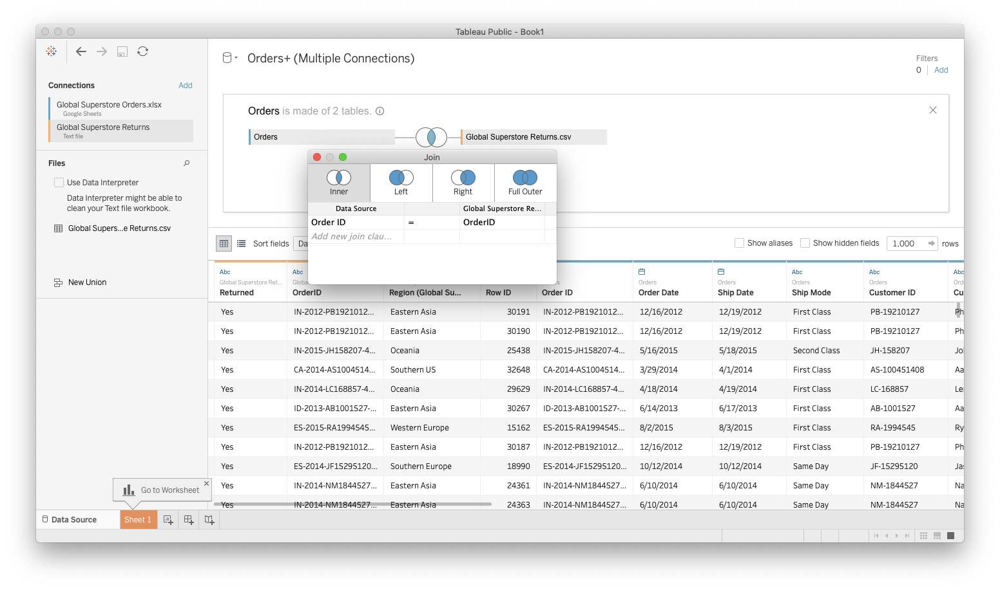 Tableau Public - Book1
Connections Add
Global Superstore Orders.xlsx
Google Sheets
Global Superstore Returns
Text file
Files
Use Data Interpreter
Data Interpreter might be able to
clean your Text file workbook.
Global Supers...e Returns.csv
New Union
Orders+ (Multiple Connections)
Filters
0 Add
Orders is made of 2 tables.
Orders Global Superstore Returns.csv
Join
Inner Left Right Full Outer
Data Source Global Superstore Re...
Order ID = OrderID
Add new join clau...
Sort fields Da Show aliases Show hidden fields 1,000 rows
Abc Abc Abc Abc Abc
Global Superstore Ret... Orders Orders Orders Orders
Returned OrderID Region (Global Su... Row ID Order ID Order Date Ship Date Ship Mode Customer ID Cu
Yes IN-2012-PB1921012... Eastern Asia 30191 IN-2012-PB1921012... 12/16/2012 12/19/2012 First Class PB-19210127 Ph
Yes IN-2012-PB1921012... Eastern Asia 30190 IN-2012-PB1921012... 12/16/2012 12/19/2012 First Class PB-19210127 Ph
Yes IN-2015-JH158207-4... Oceania 25438 IN-2015-JH158207-4... 5/16/2015 5/18/2015 Second Class JH-158207 Jo
Yes CA-2014-AS1004514... Southern US 32648 CA-2014-AS1004514... 3/29/2014 4/1/2014 First Class AS-100451408 Aa
Yes IN-2014-LC168857-4... Oceania 29629 IN-2014-LC168857-4... 4/18/2014 4/19/2014 First Class LC-168857 Le
Yes ID-2013-AB1001527-... Eastern Asia 30267 ID-2013-AB1001527-... 6/14/2013 6/17/2013 First Class AB-1001527 Aa
Yes ES-2015-RA1994545... Western Europe 15162 ES-2015-RA1994545... 8/2/2015 8/3/2015 First Class RA-1994545 Ry
Yes IN-2012-PB1921012... Eastern Asia 30187 IN-2012-PB1921012... 12/16/2012 12/19/2012 First Class PB-19210127 Ph
Yes ES-2014-JF15295120... Southern Europe 18990 ES-2014-JF15295120... 10/12/2014 10/12/2014 Same Day JF-15295120 Ja
Yes IN-2014-NM1844527... Eastern Asia 24361 IN-2014-NM1844527... 6/10/2014 6/10/2014 Same Day NM-1844527 Na
Yes IN-2014-NM1844527... Eastern Asia 24363 IN-2014-NM1844527... 6/10/2014 6/10/2014 Same Day NM-1844527 Na
Go to Worksheet
Data Source Sheet 1